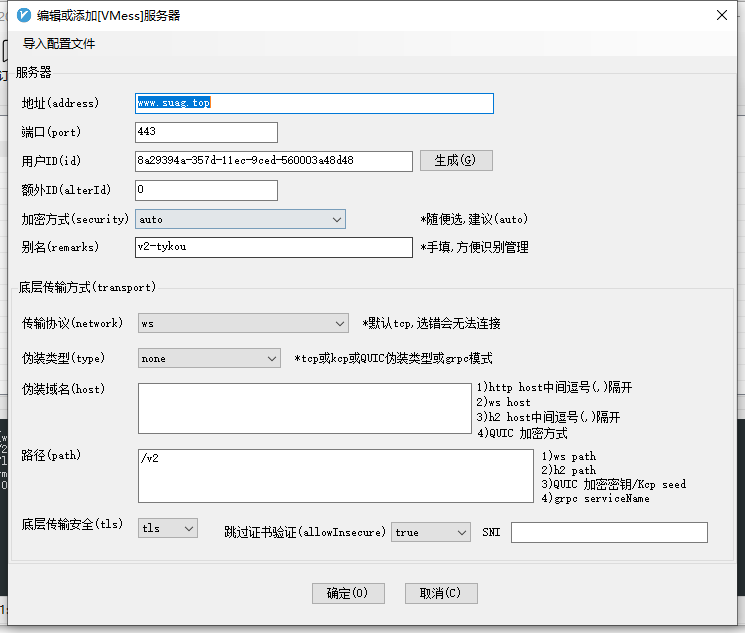 编辑或添加[VMess]服务器
导入配置文件
服务器
地址(address) www.suag.top
端口(port) 443
用户ID(id) 8a29394a-357d-11ec-9ced-560003a48d48 生成(G)
额外ID(alterId) 0
加密方式(security) auto *随便选,建议(auto)
别名(remarks) v2-tykou *手填,方便识别管理
底层传输方式(transport)
传输协议(network) ws *默认tcp,选错会无法连接
伪装类型(type) none *tcp或kcp或QUIC伪装类型或grpc模式
伪装域名(host) 1)http host中间逗号(,)隔开
2)ws host
3)h2 host中间逗号(,)隔开
4)QUIC 加密方式
路径(path) /v2 1)ws path
2)h2 path
3)QUIC 加密密钥/Kcp seed
4)grpc serviceName
底层传输安全(tls) tls 跳过证书验证(allowInsecure) true SNI
确定(O) 取消(C)